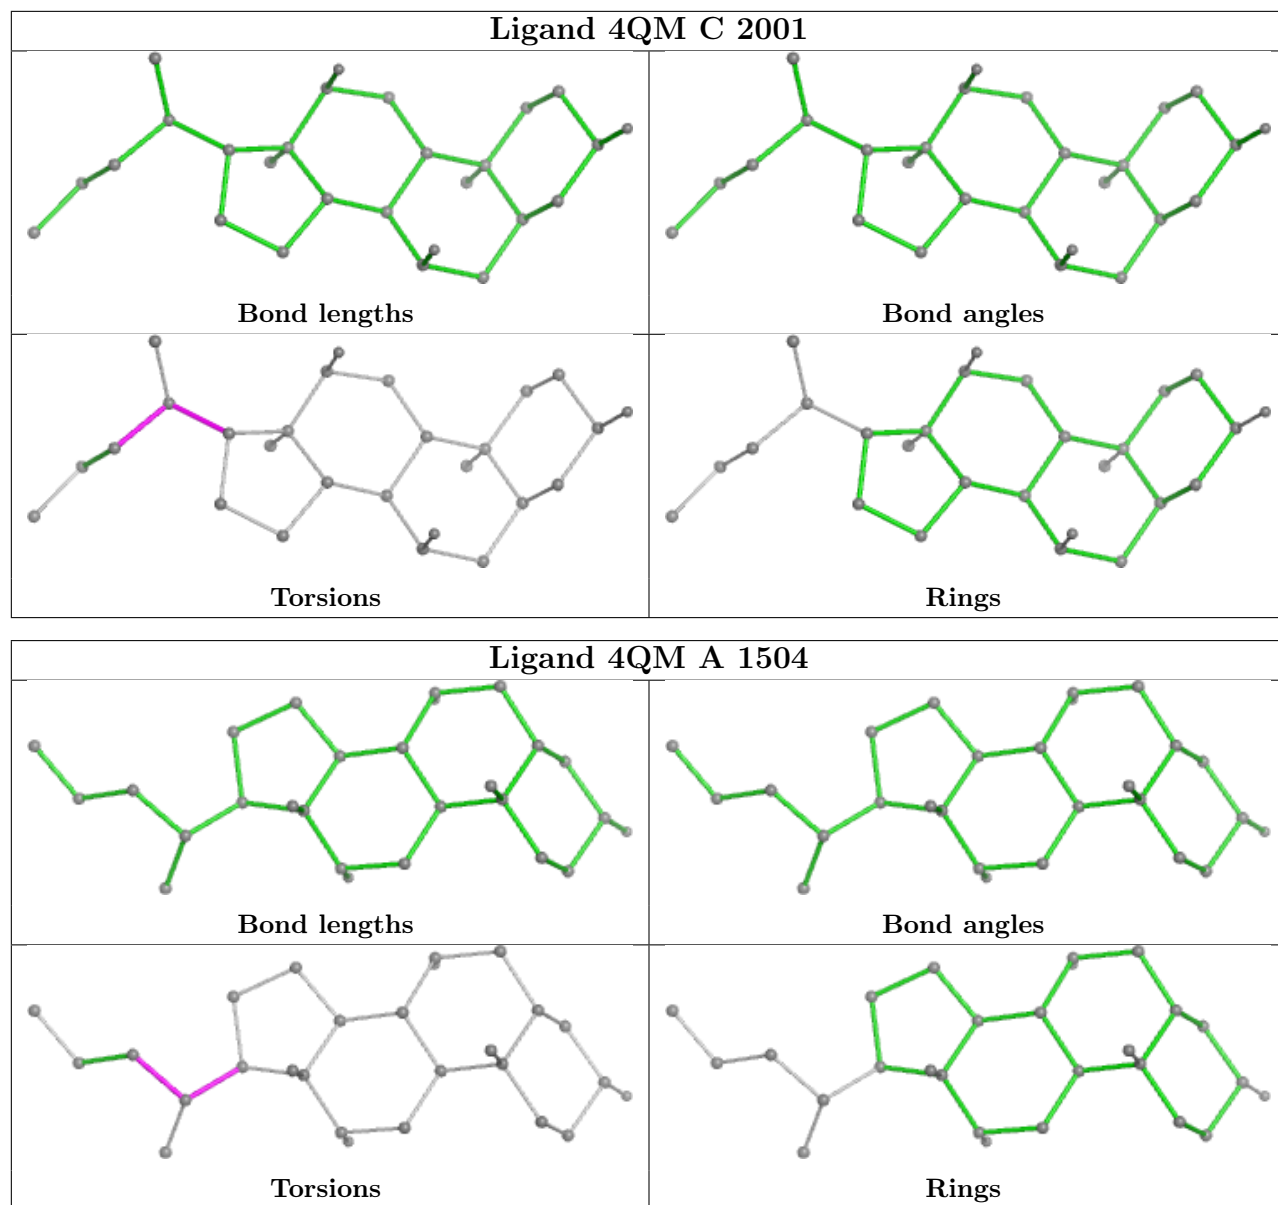 Ligand 4QM C 2001
Bond lengths
Bond angles
Torsions
Rings
Ligand 4QM A 1504
Bond lengths
Bond angles
Torsions
Rings